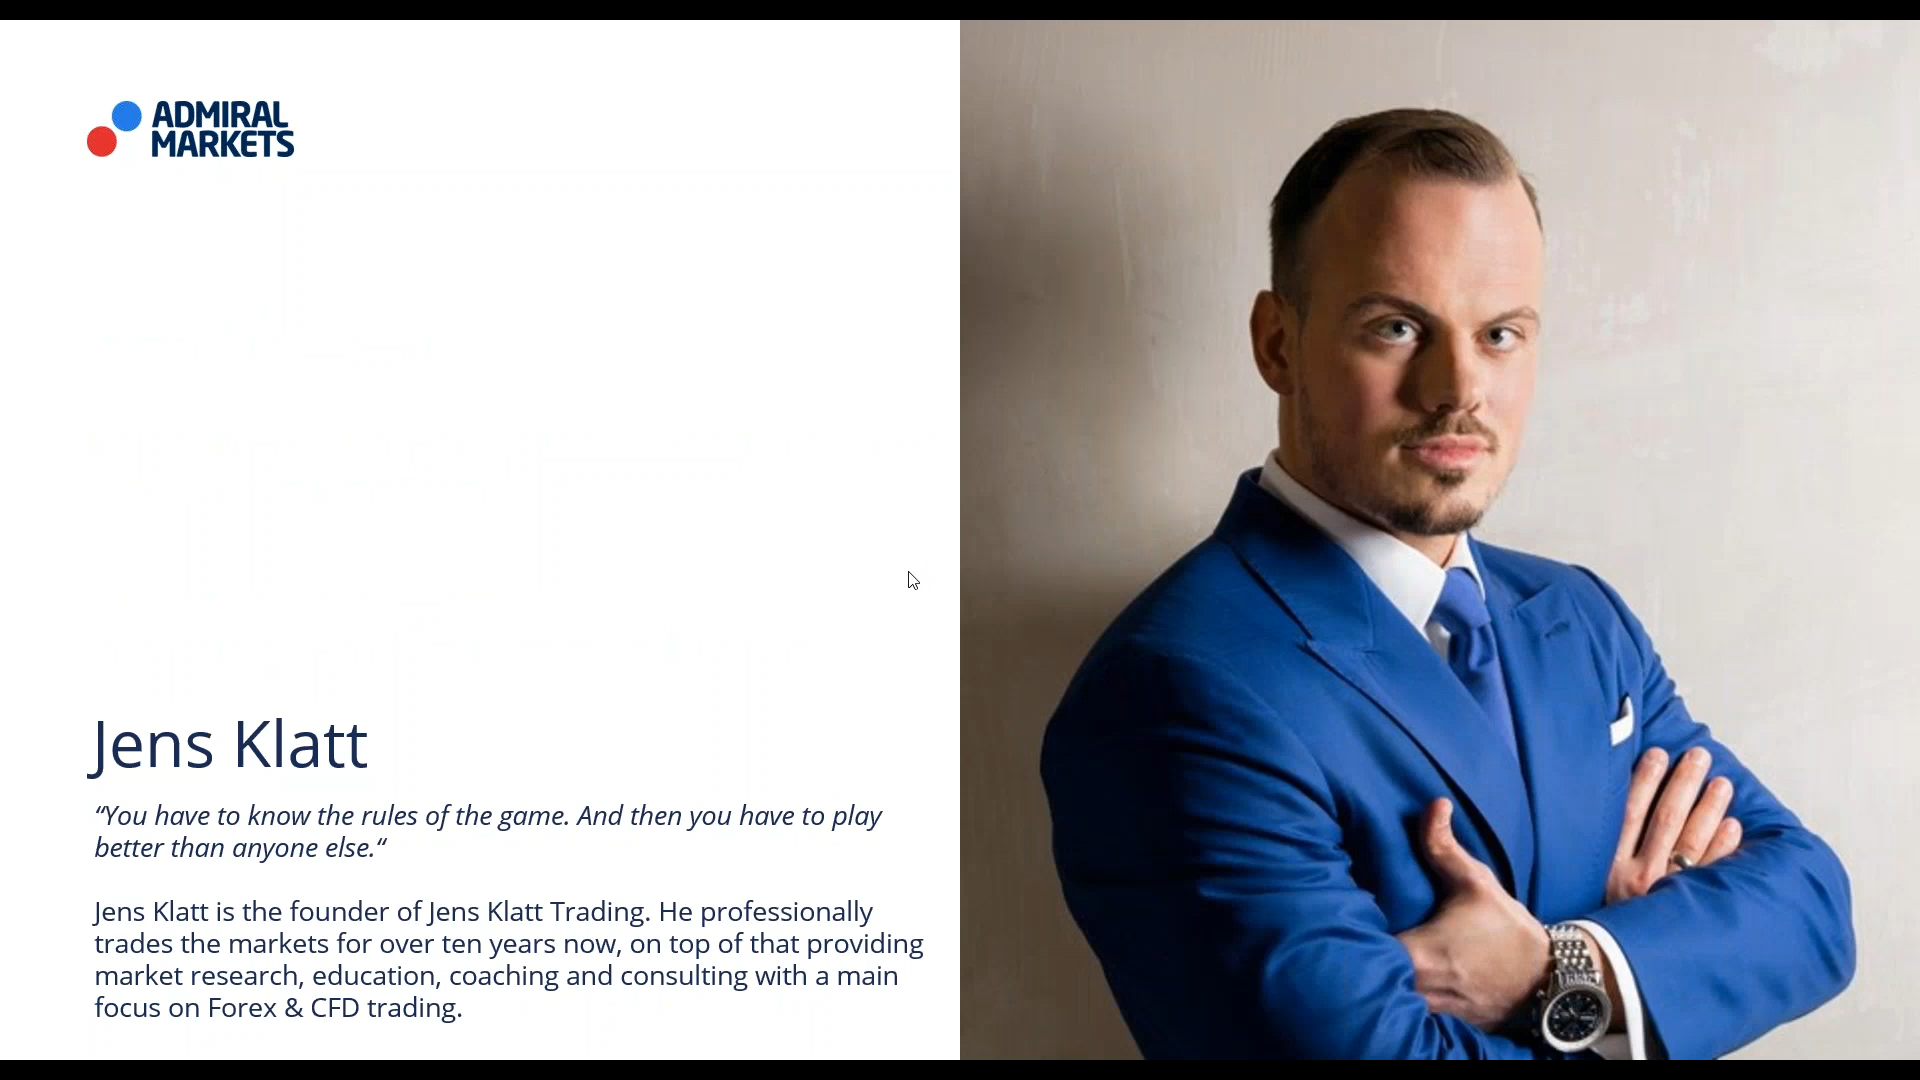 ADMIRAL
MARKETS
Jens Klatt
“You have to know the rules of the game. And then you have to play
better than anyone else.“
Jens Klatt is the founder of Jens Klatt Trading. He professionally
trades the markets for over ten years now, on top of that providing
market research, education, coaching and consulting with a main
focus on Forex & CFD trading.